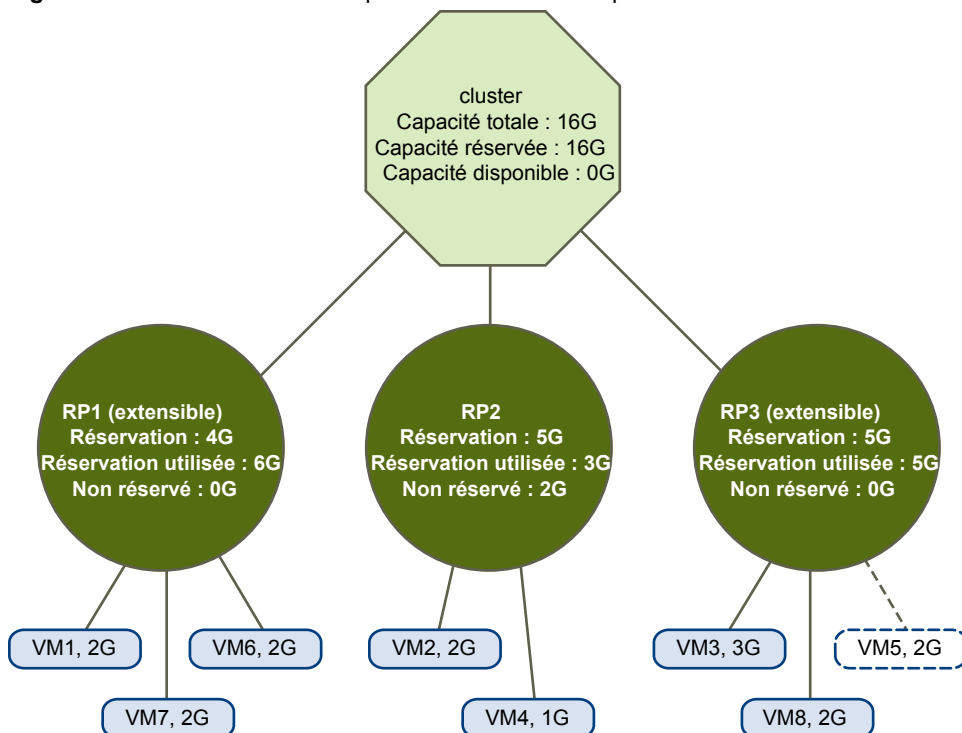 cluster
Capacité totale : 16G
Capacité réservée : 16G
Capacité disponible : 0G
RP1 (extensible)
Réservation : 4G
Réservation utilisée : 6G
Non réservé : 0G
RP2
Réservation : 5G
Réservation utilisée : 3G
Non réservé : 2G
RP3 (extensible)
Réservation : 5G
Réservation utilisée : 5G
Non réservé : 0G
VM1, 2G
VM6, 2G
VM2, 2G
VM3, 3G
VM5, 2G
VM7, 2G
VM4, 1G
VM8, 2G